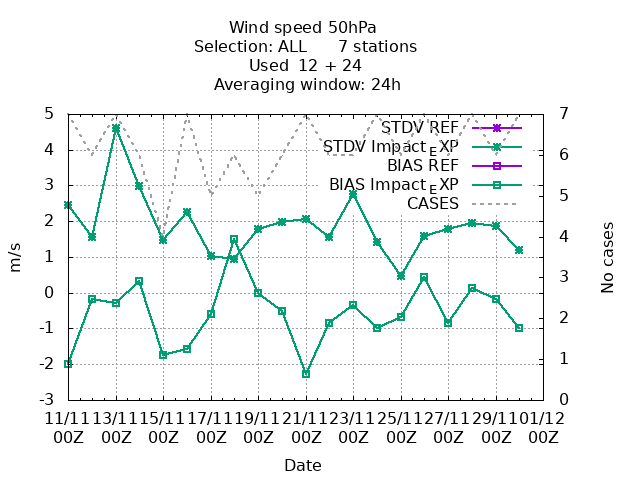 Wind speed 50hPa
Selection: ALL 7 stations
Used 12 + 24
Averaging window: 24h
STDV REF
STDV Impact_EXP
BIAS REF
BIAS Impact_EXP
CASES
5
4
3
2
1
0
-1
-2
-3
m/s
7
6
5
4
3
2
1
0
No cases
11/11 13/11 15/11 17/11 19/11 21/11 23/11 25/11 27/11 29/11 01/12
00Z 00Z 00Z 00Z 00Z 00Z 00Z 00Z 00Z 00Z 00Z
Date